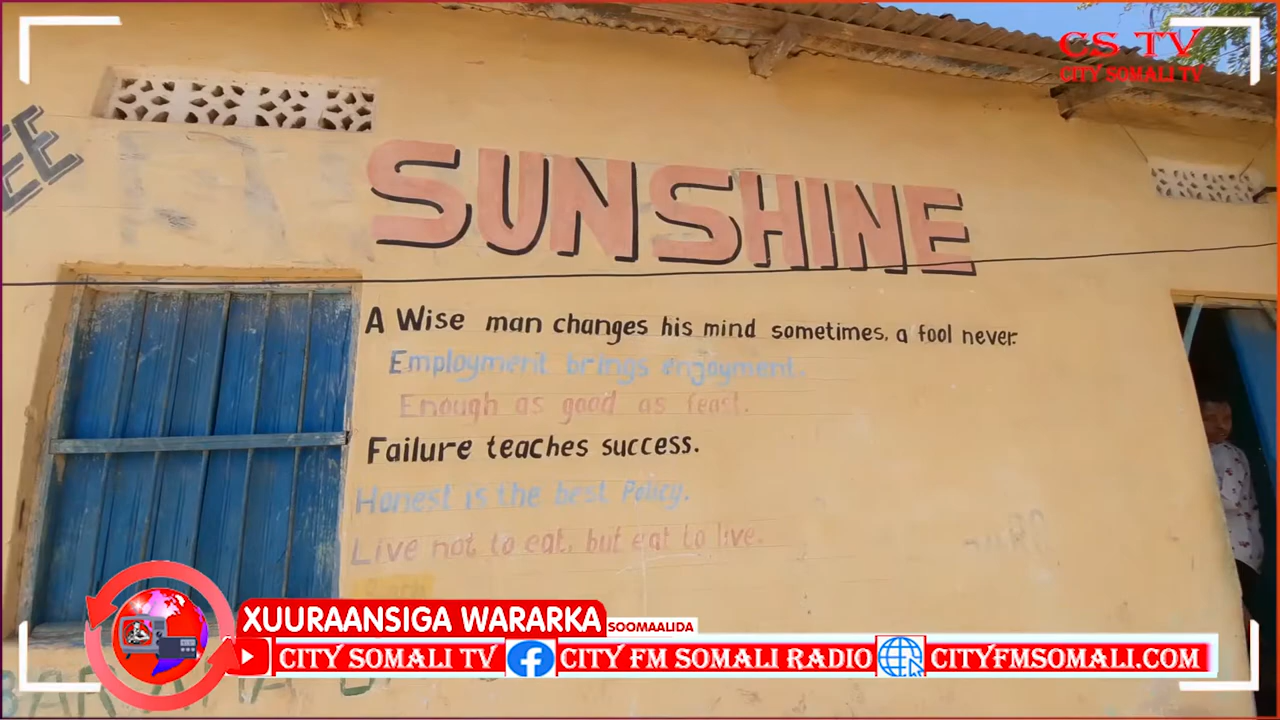 CS TV
CITY SOMALI TV
EE
SUNSHINE
A Wise man changes his mind sometimes, a fool never.
Employment brings enjoyment.
Enough as good as feast.
Failure teaches success.
Honest is the best Policy.
Live not to eat, but eat to live.
XUURAANSIGA WARARKA
SOOMAALIDA
CITY SOMALI TV
CITY FM SOMALI RADIO
CITYFMSOMALI.COM